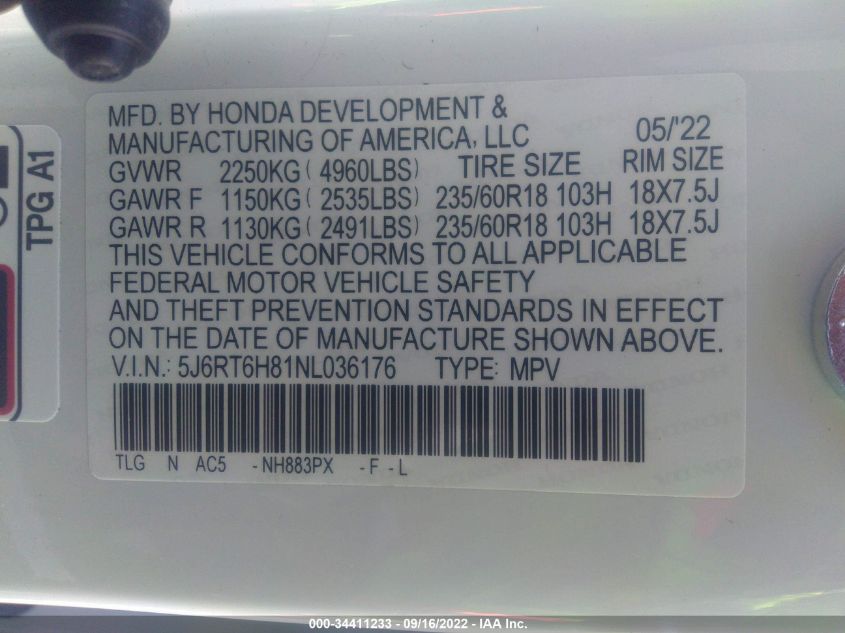 MFD. BY HONDA DEVELOPMENT &
MANUFACTURING OF AMERICA, LLC 05/'22
GVWR 2250KG( 4960LBS) TIRE SIZE RIM SIZE
GAWR F 1150KG( 2535LBS) 235/60R18 103H 18X7.5J
GAWR R 1130KG( 2491LBS) 235/60R18 103H 18X7.5J
THIS VEHICLE CONFORMS TO ALL APPLICABLE
FEDERAL MOTOR VEHICLE SAFETY
AND THEFT PREVENTION STANDARDS IN EFFECT
ON THE DATE OF MANUFACTURE SHOWN ABOVE.
V.I.N.: 5J6RT6H81NL036176 TYPE: MPV
TLG N AC5 -NH883PX -F-L
TPG A1
000-34411233 - 09/16/2022 - IAA Inc.